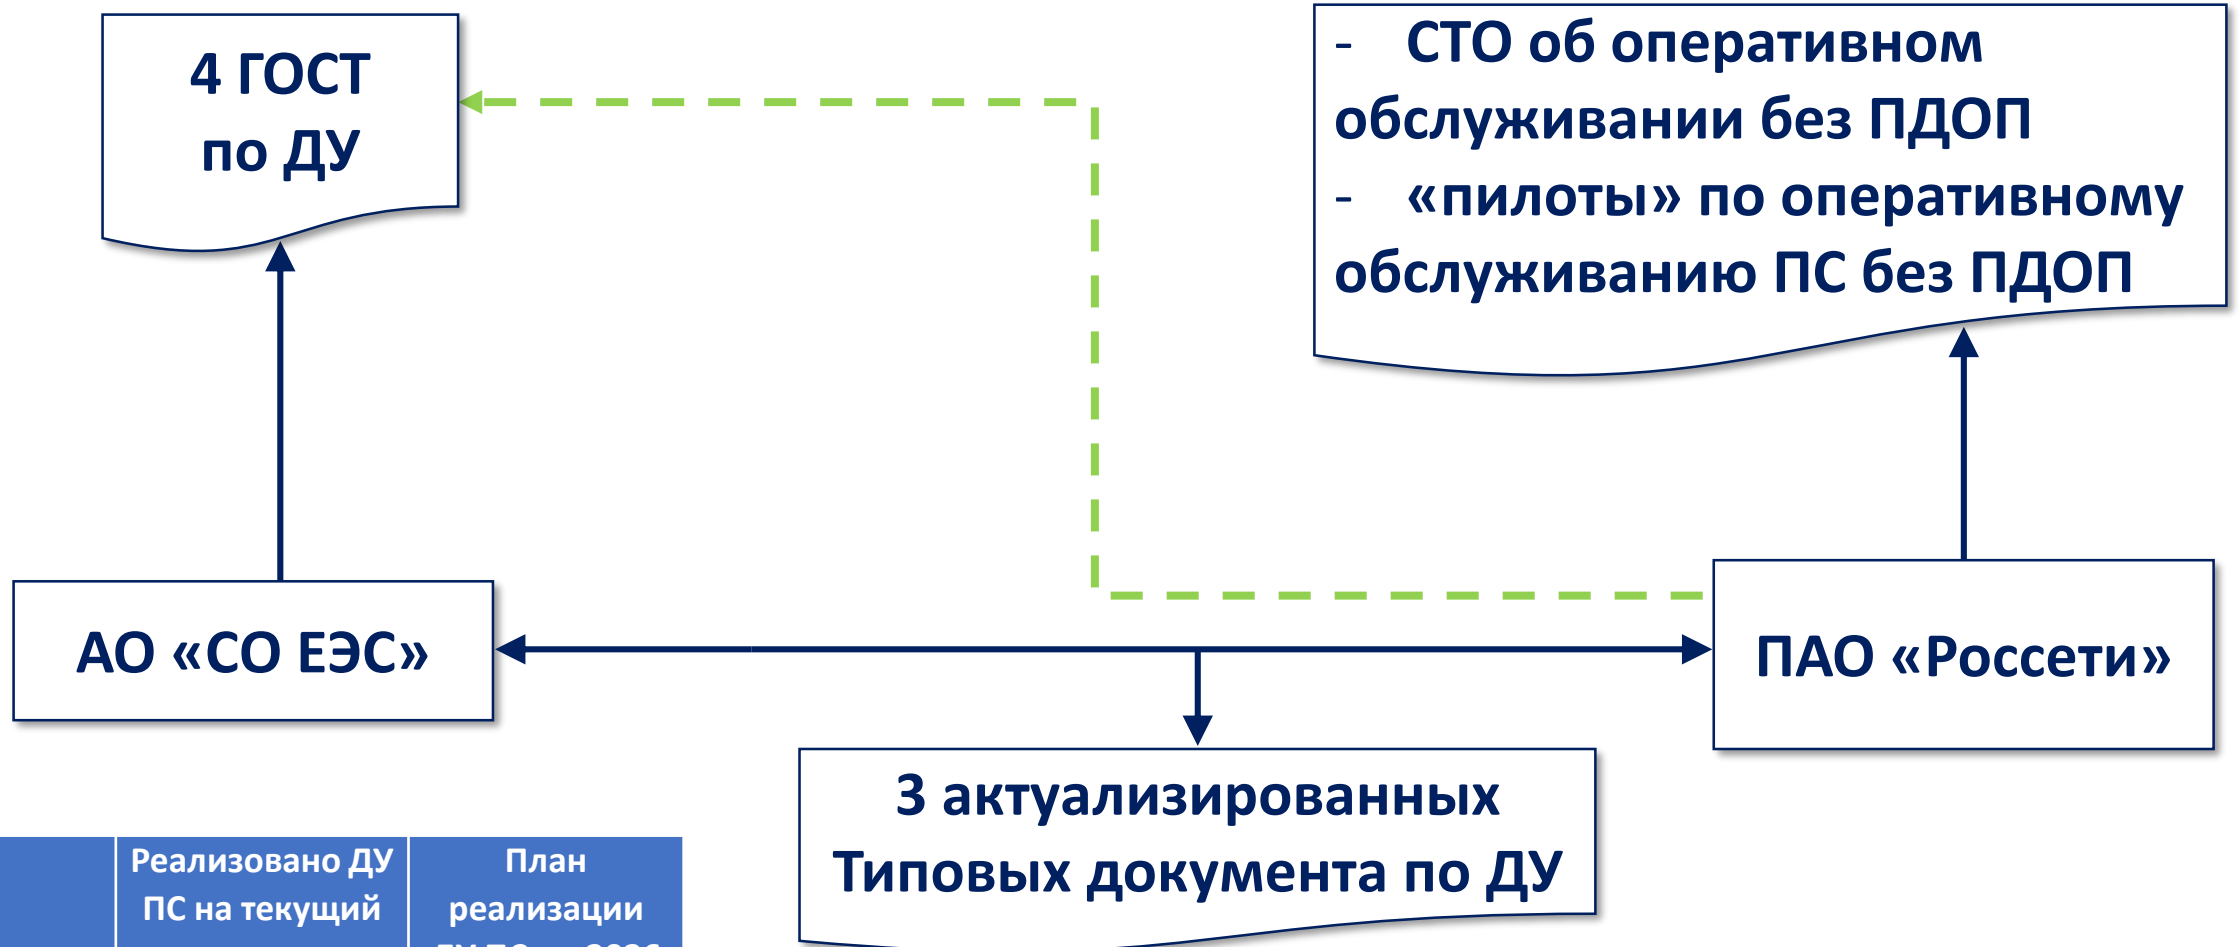 4 ГОСТ
по ДУ
- СТО об оперативном
обслуживании без ПДОП
- «пилоты» по оперативному
обслуживанию ПС без ПДОП
АО «СО ЕЭС»
ПАО «Россети»
3 актуализированных
Типовых документа по ДУ
Реализовано ДУ
ПС на текущий
План
реализации